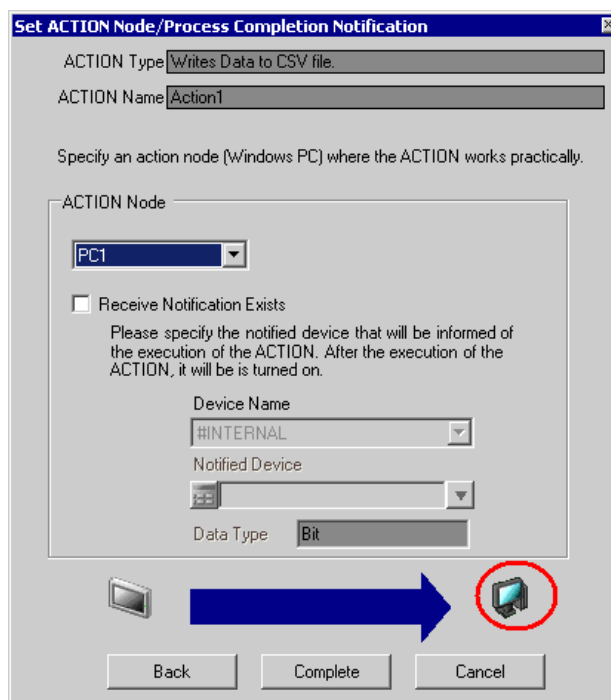 Set ACTION Node/Process Completion Notification
ACTION Type Writes Data to CSV file.
ACTION Name Action1
Specify an action node (Windows PC) where the ACTION works practically.
ACTION Node
PC1
Receive Notification Exists
Please specify the notified device that will be informed of
the execution of the ACTION. After the execution of the
ACTION, it will be is turned on.
Device Name
#INTERNAL
Notified Device
Data Type Bit
Back Complete Cancel